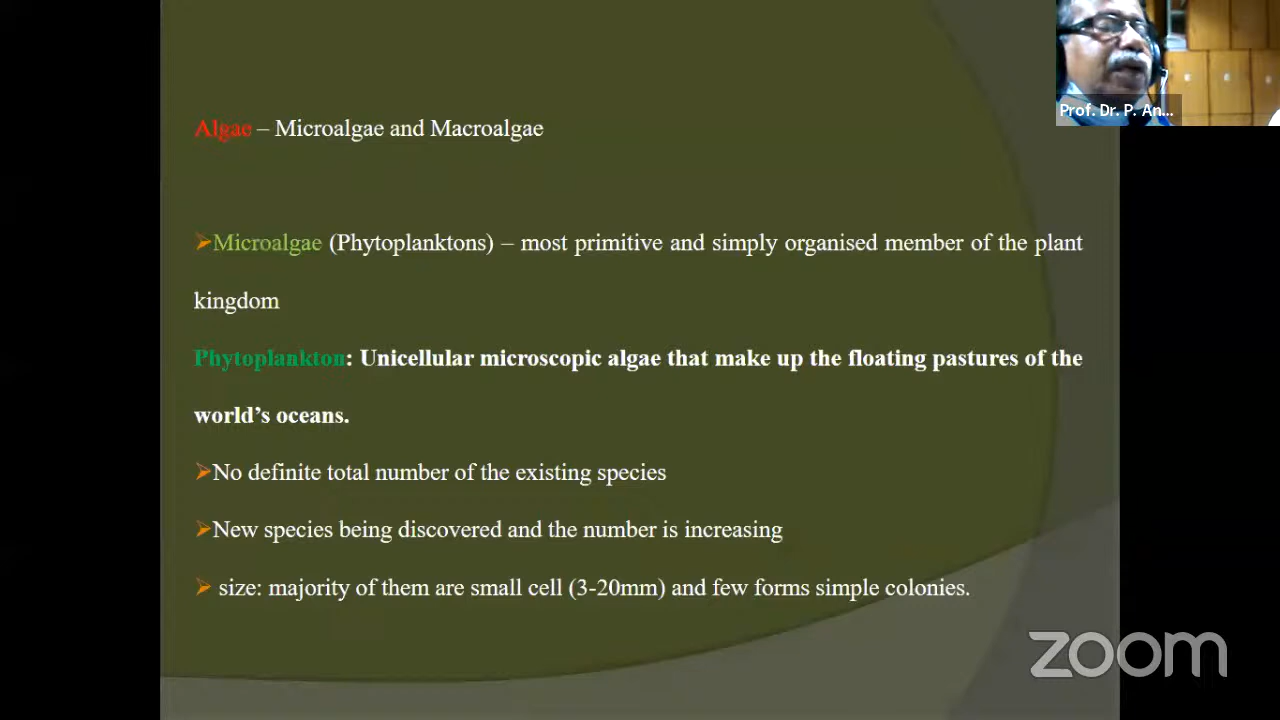 Prof. Dr. P. An...
Algae – Microalgae and Macroalgae
➢Microalgae (Phytoplanktons) – most primitive and simply organised member of the plant
kingdom
Phytoplankton: Unicellular microscopic algae that make up the floating pastures of the
world’s oceans.
➢No definite total number of the existing species
➢New species being discovered and the number is increasing
➢ size: majority of them are small cell (3-20mm) and few forms simple colonies.
zoom